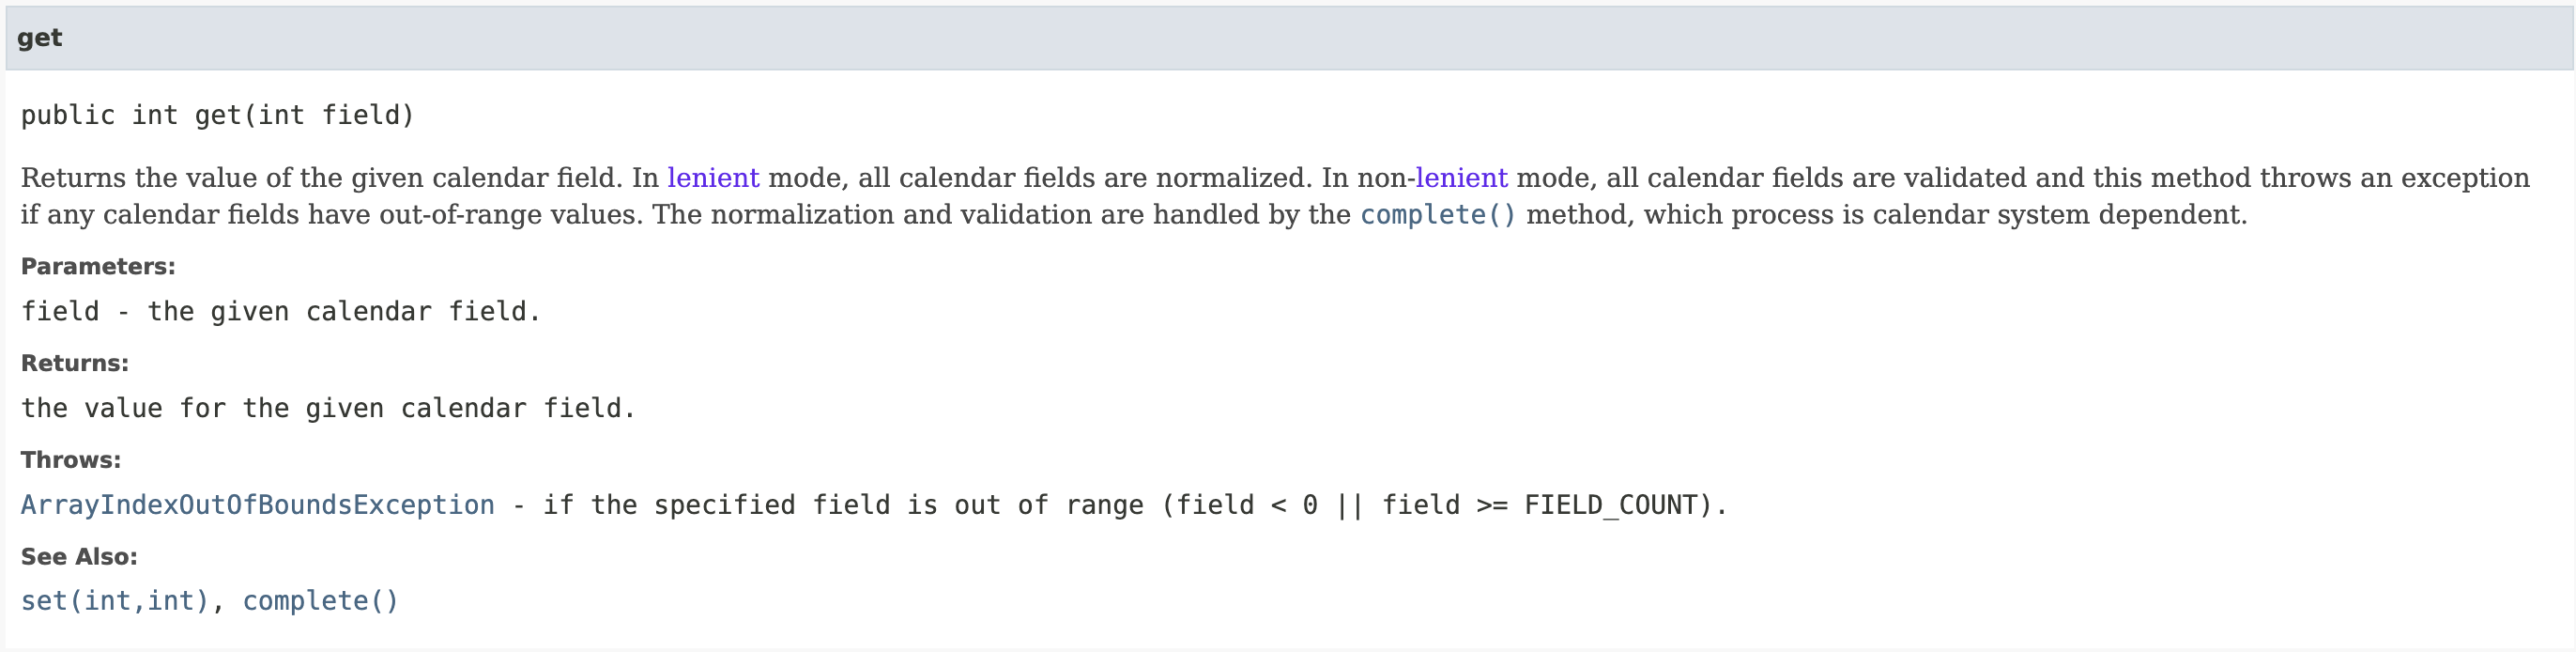 get
public int get(int field)
Returns the value of the given calendar field. In lenient mode, all calendar fields are normalized. In non-lenient mode, all calendar fields are validated and this method throws an exception
if any calendar fields have out-of-range values. The normalization and validation are handled by the complete() method, which process is calendar system dependent.
Parameters:
field - the given calendar field.
Returns:
the value for the given calendar field.
Throws:
ArrayIndexOutOfBoundsException - if the specified field is out of range (field < 0 || field >= FIELD_COUNT).
See Also:
set(int,int), complete()